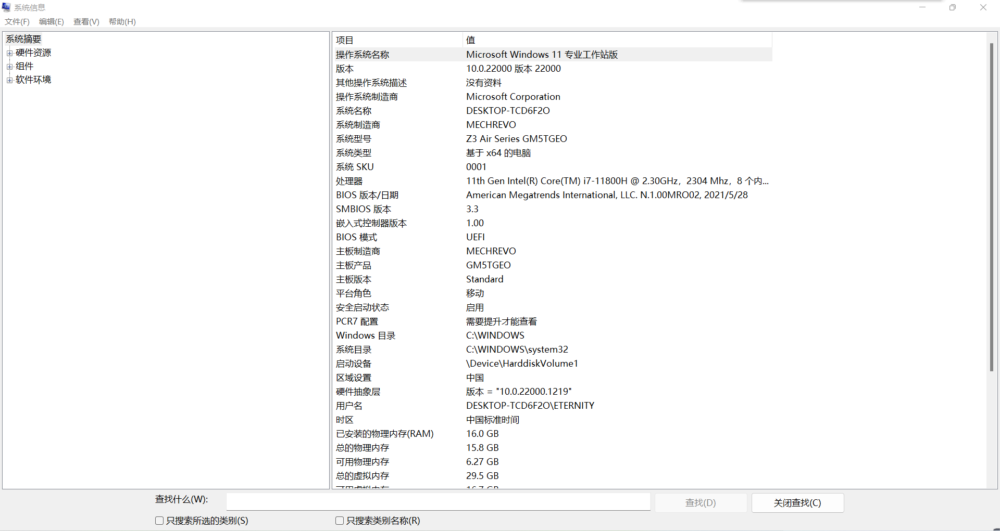 系统信息
文件(F) 编辑(E) 查看(V) 帮助(H)
系统摘要
硬件资源
组件
软件环境
项目 值
操作系统名称 Microsoft Windows 11 专业工作站版
版本 10.0.22000 版本 22000
其他操作系统描述 没有资料
操作系统制造商 Microsoft Corporation
系统名称 DESKTOP-TCD6F2O
系统制造商 MECHREVO
系统型号 Z3 Air Series GM5TGEO
系统类型 基于 x64 的电脑
系统 SKU 0001
处理器 11th Gen Intel(R) Core(TM) i7-11800H @ 2.30GHz，2304 Mhz，8 个内...
BIOS 版本/日期 American Megatrends International, LLC. N.1.00MRO02, 2021/5/28
SMBIOS 版本 3.3
嵌入式控制器版本 1.00
BIOS 模式 UEFI
主板制造商 MECHREVO
主板产品 GM5TGEO
主板版本 Standard
平台角色 移动
安全启动状态 启用
PCR7 配置 需要提升才能查看
Windows 目录 C:\WINDOWS
系统目录 C:\WINDOWS\system32
启动设备 \Device\HarddiskVolume1
区域设置 中国
硬件抽象层 版本 = "10.0.22000.1219"
用户名 DESKTOP-TCD6F2O\ETERNITY
时区 中国标准时间
已安装的物理内存(RAM) 16.0 GB
总的物理内存 15.8 GB
可用物理内存 6.27 GB
总的虚拟内存 29.5 GB
查找什么(W): 查找(D) 关闭查找(C)
只搜索所选的类别(S) 只搜索类别名称(R)